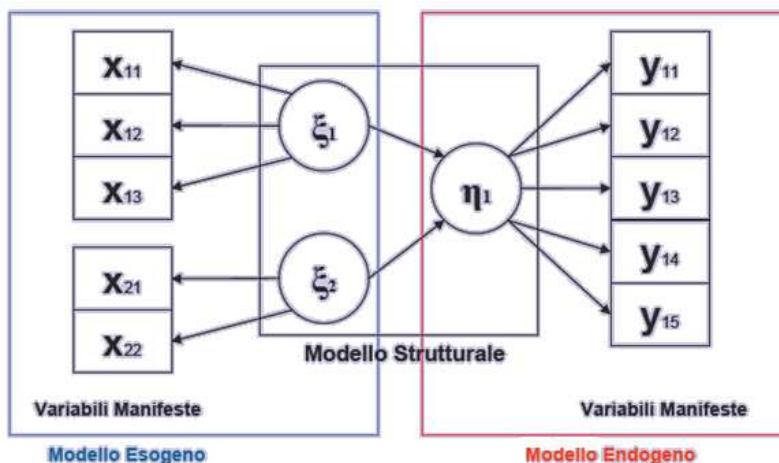 x11
x12
x13
x21
x22
ξ1
ξ2
η1
y11
y12
y13
y14
y15
Modello Strutturale
Variabili Manifeste
Variabili Manifeste
Modello Esogeno
Modello Endogeno